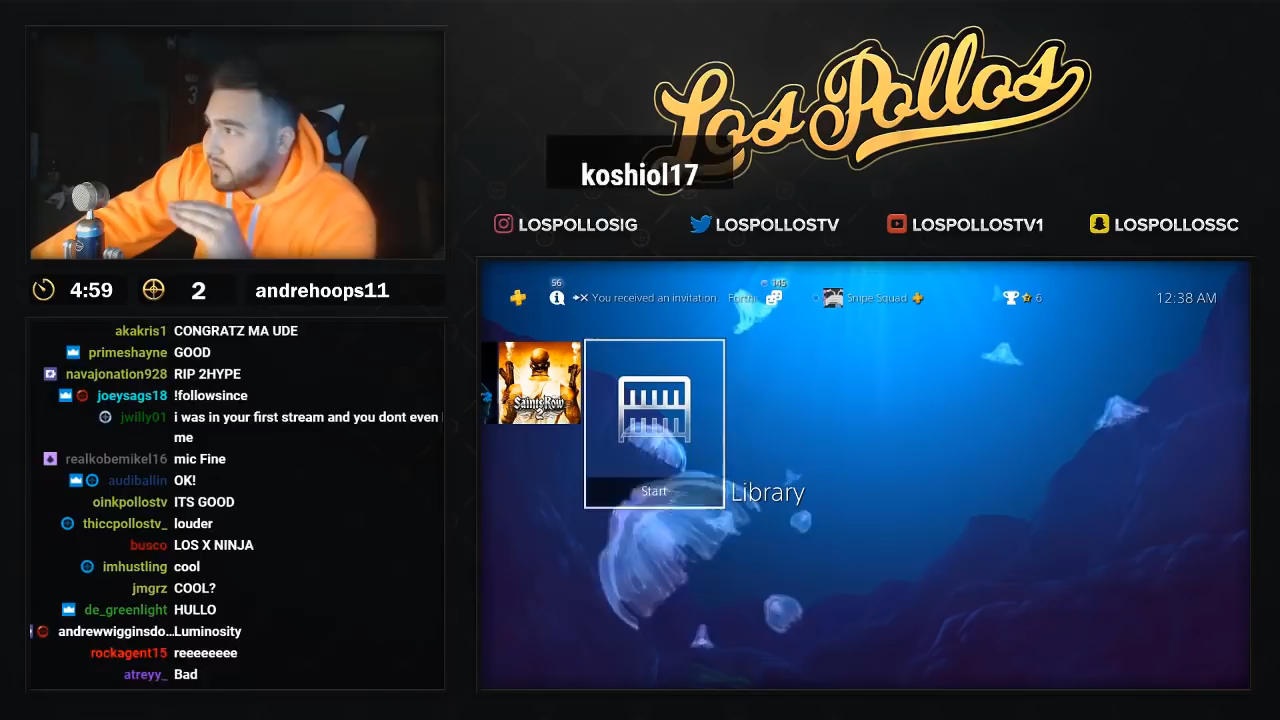 Los Pollos
koshiol17
LOSPOLLOSIG LOSPOLLOSTV LOSPOLLOSTV1 LOSPOLLOSSC
4:59 2 andrehoops11
akakris1 CONGRATZ MA UDE
primeshayne GOOD
navajonation928 RIP 2HYPE
joeysags18 !followsince
jwilly01 i was in your first stream and you dont even
me
realkobemikel16 mic Fine
audiballin OK!
oinkpollostv ITS GOOD
thiccpollostv_ louder
busco LOS X NINJA
imhustling cool
jmgrz COOL?
de_greenlight HULLO
andrewwigginsdo... Luminosity
rockagent15 reeeeeeee
atreyy_ Bad
56 145
You received an invitation. Snipe Squad 6 12:38 AM
Saints Row
2
Start
Library